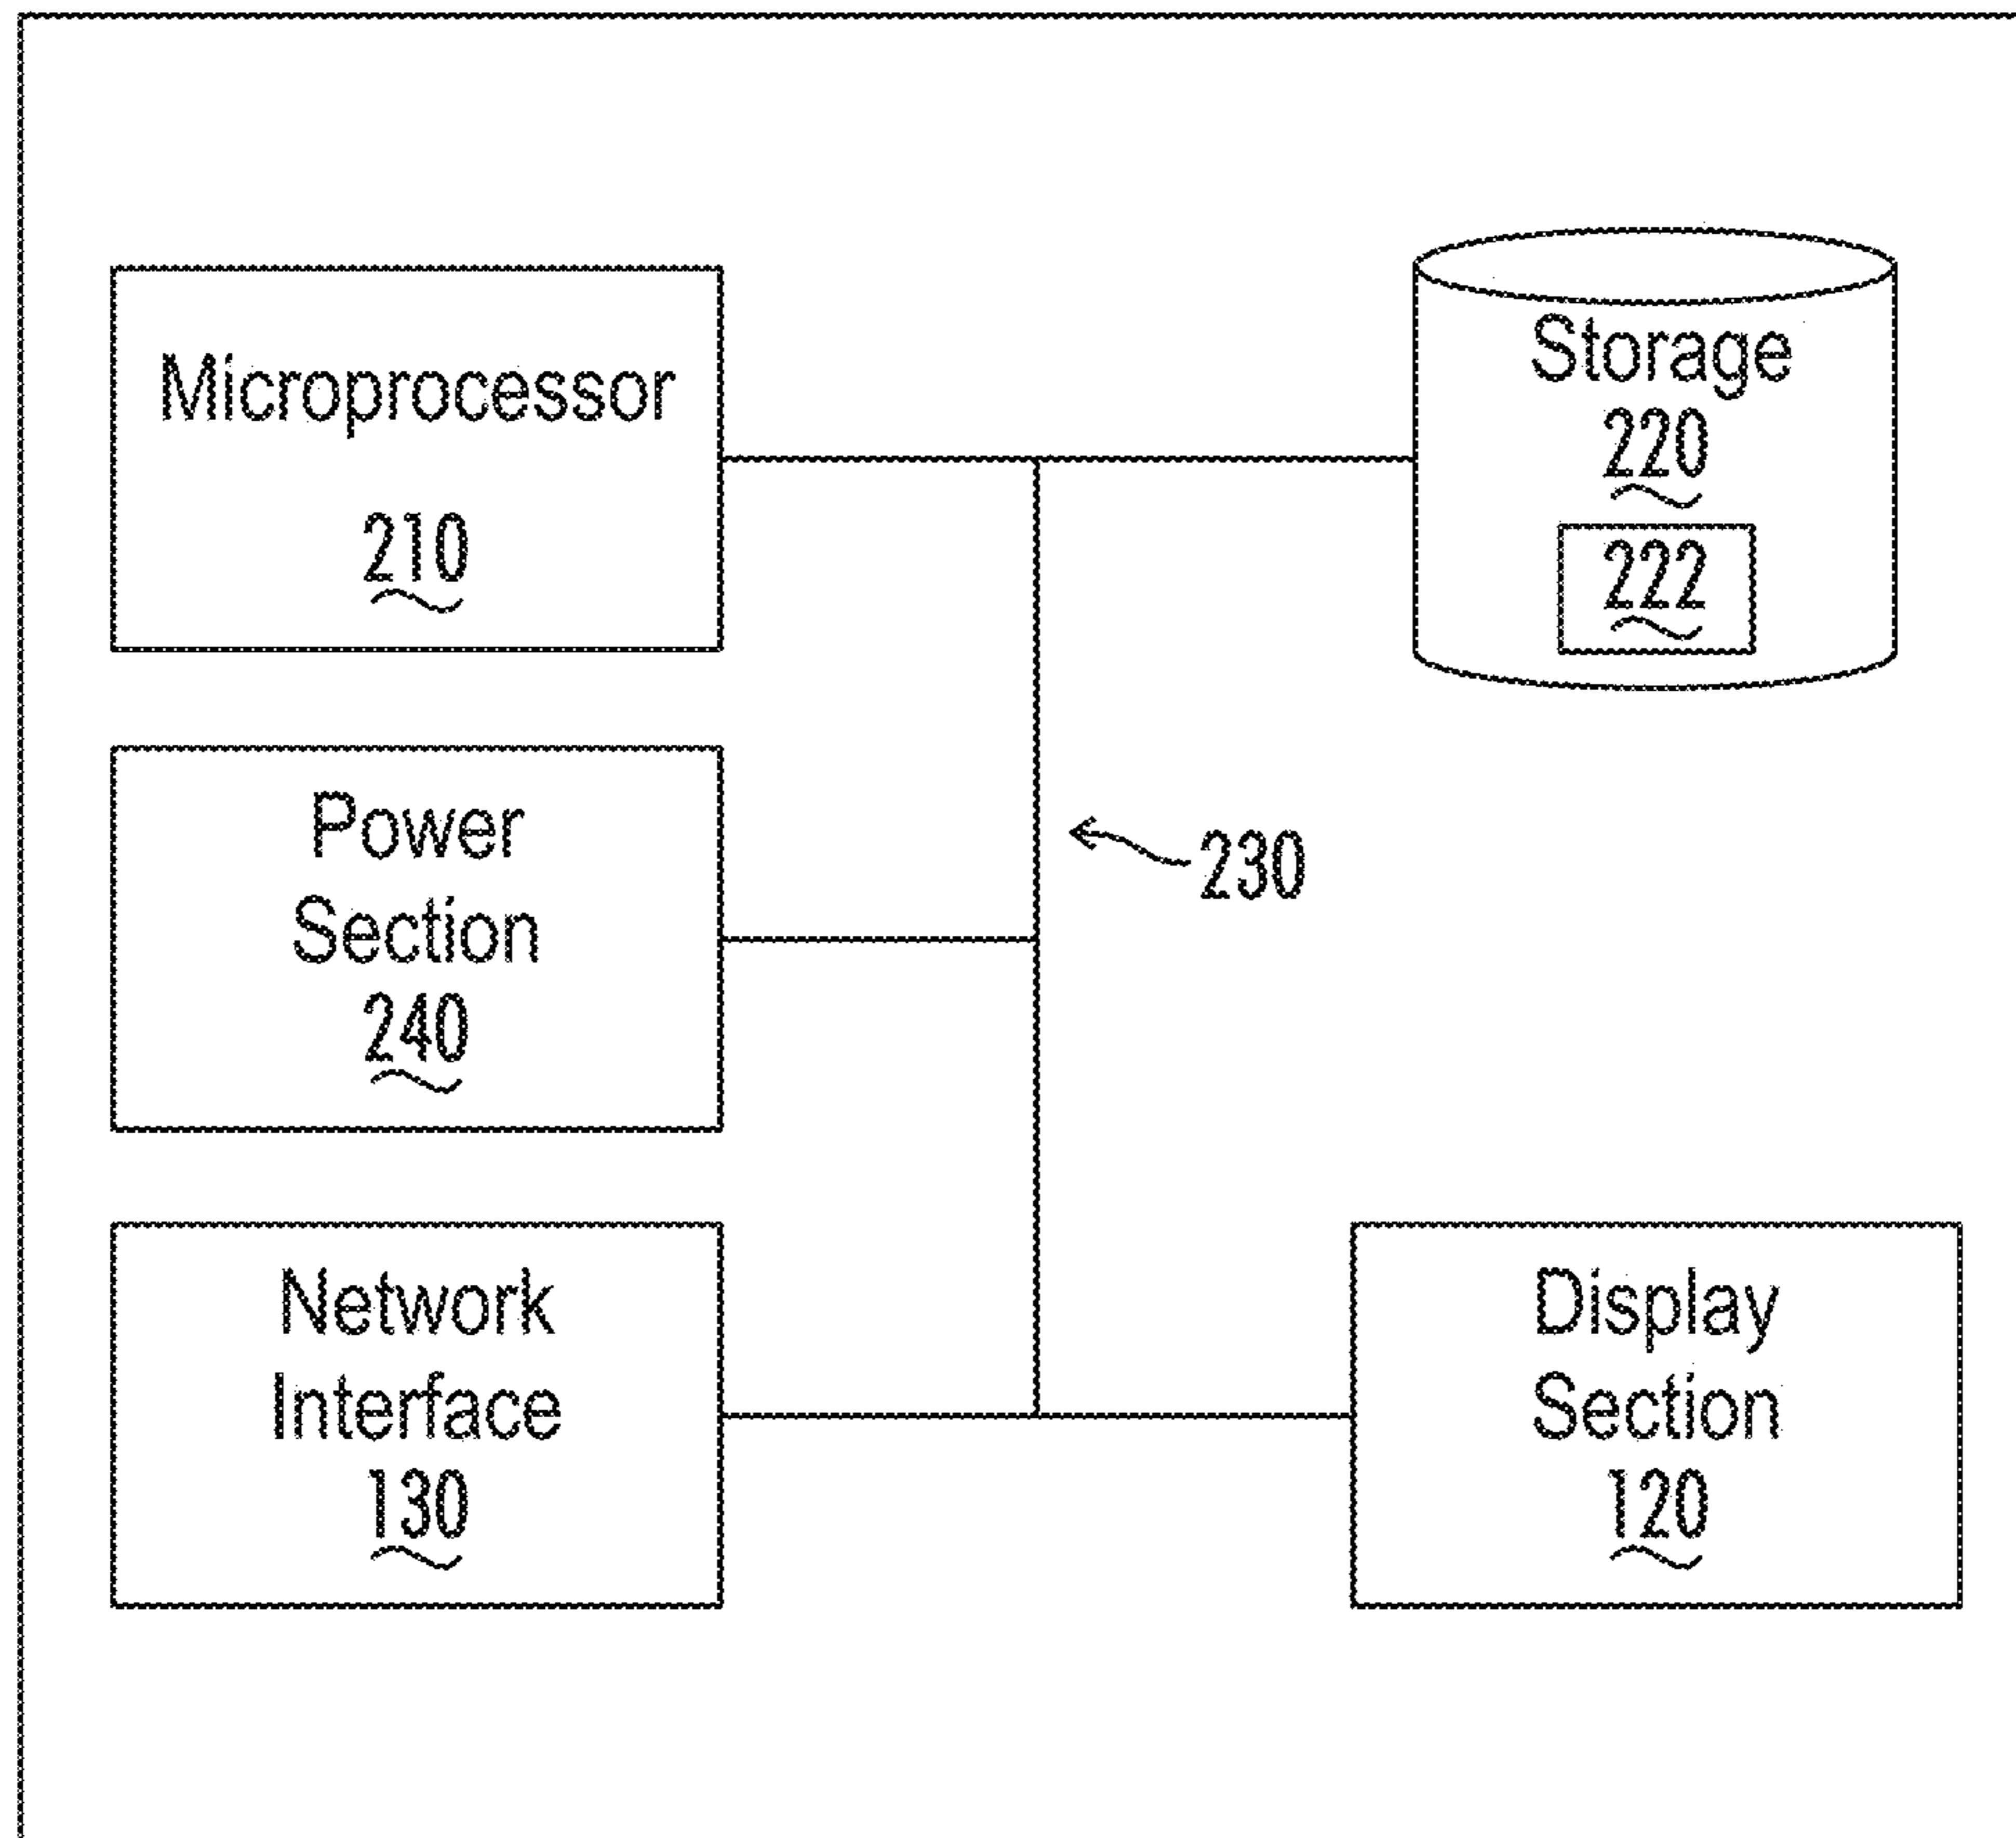 Microprocessor
210
Storage
220
222
Power
Section
240
230
Network
Interface
130
Display
Section
120